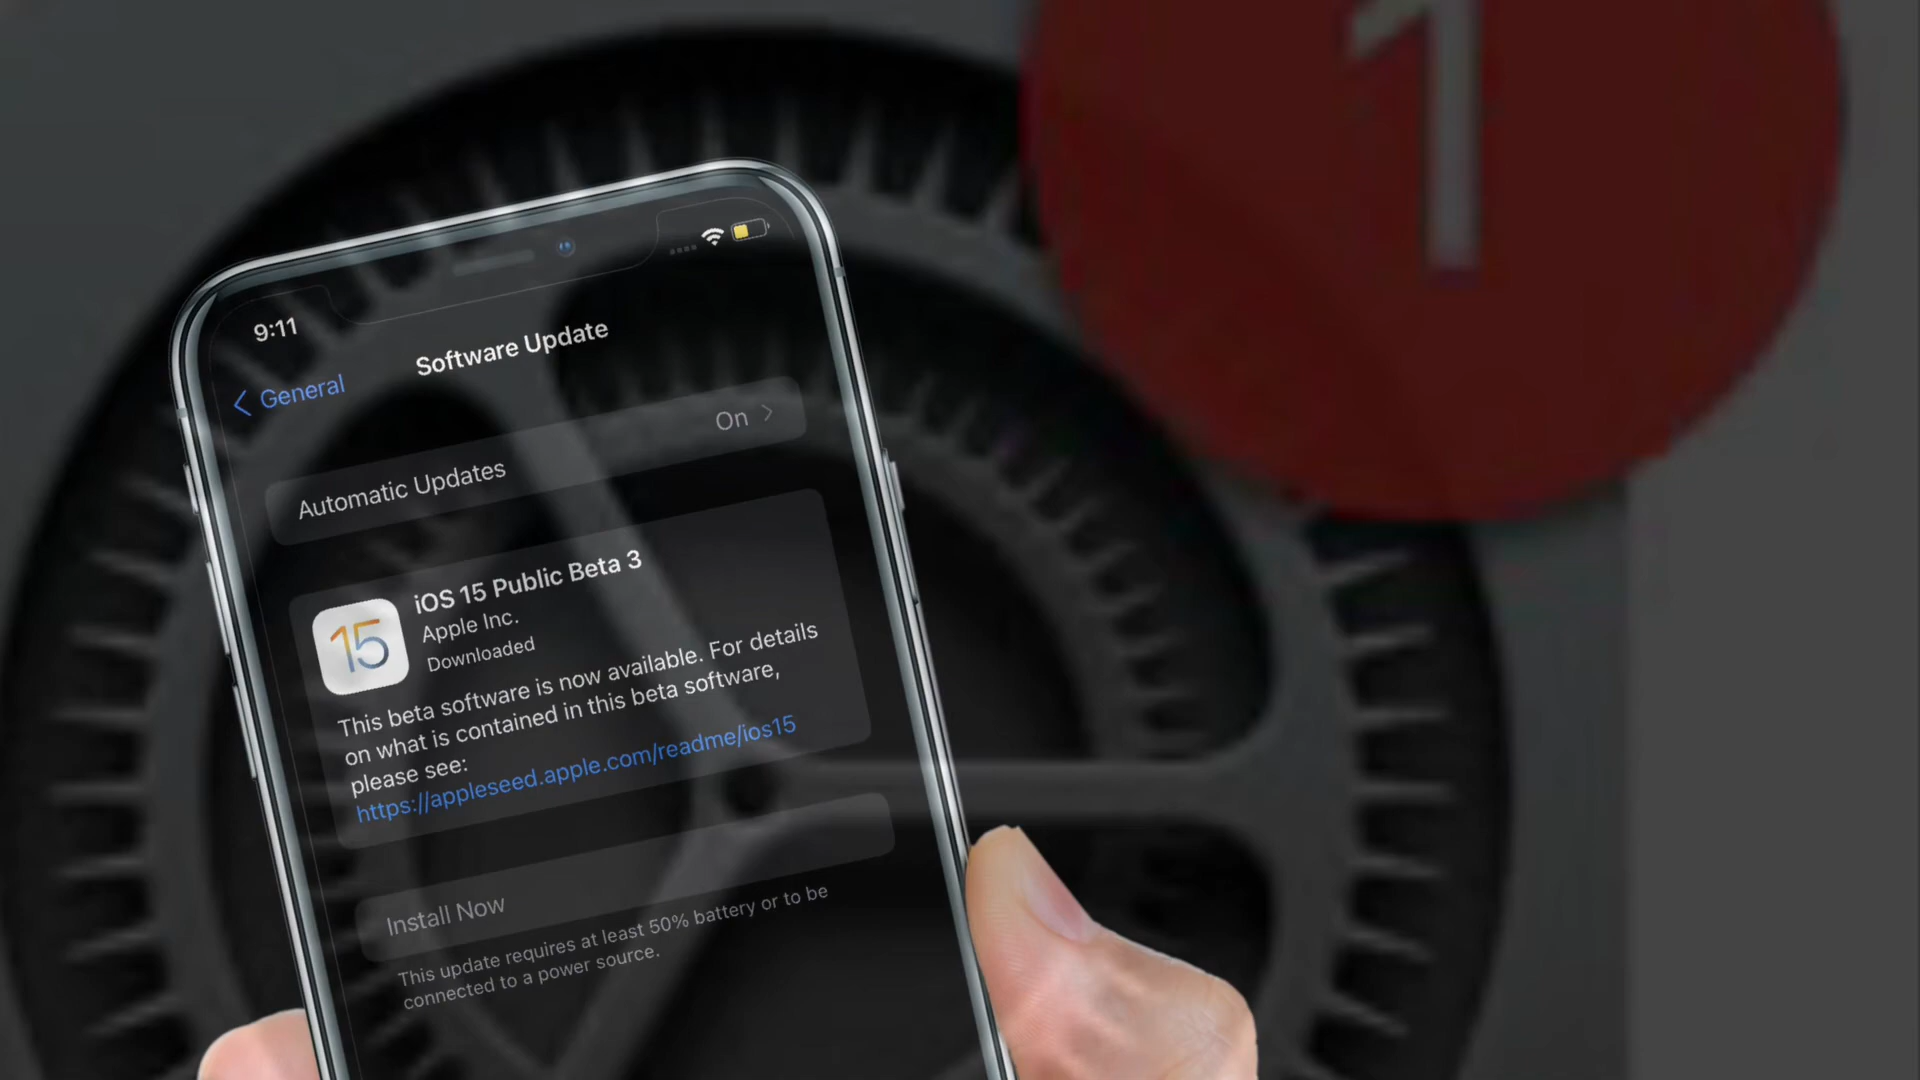 1
9:11
Software Update
General
Automatic Updates
On
15
iOS 15 Public Beta 3
Apple Inc.
Downloaded
This beta software is now available. For details
on what is contained in this beta software,
please see:
https://appleseed.apple.com/readme/ios15
Install Now
This update requires at least 50% battery or to be
connected to a power source.